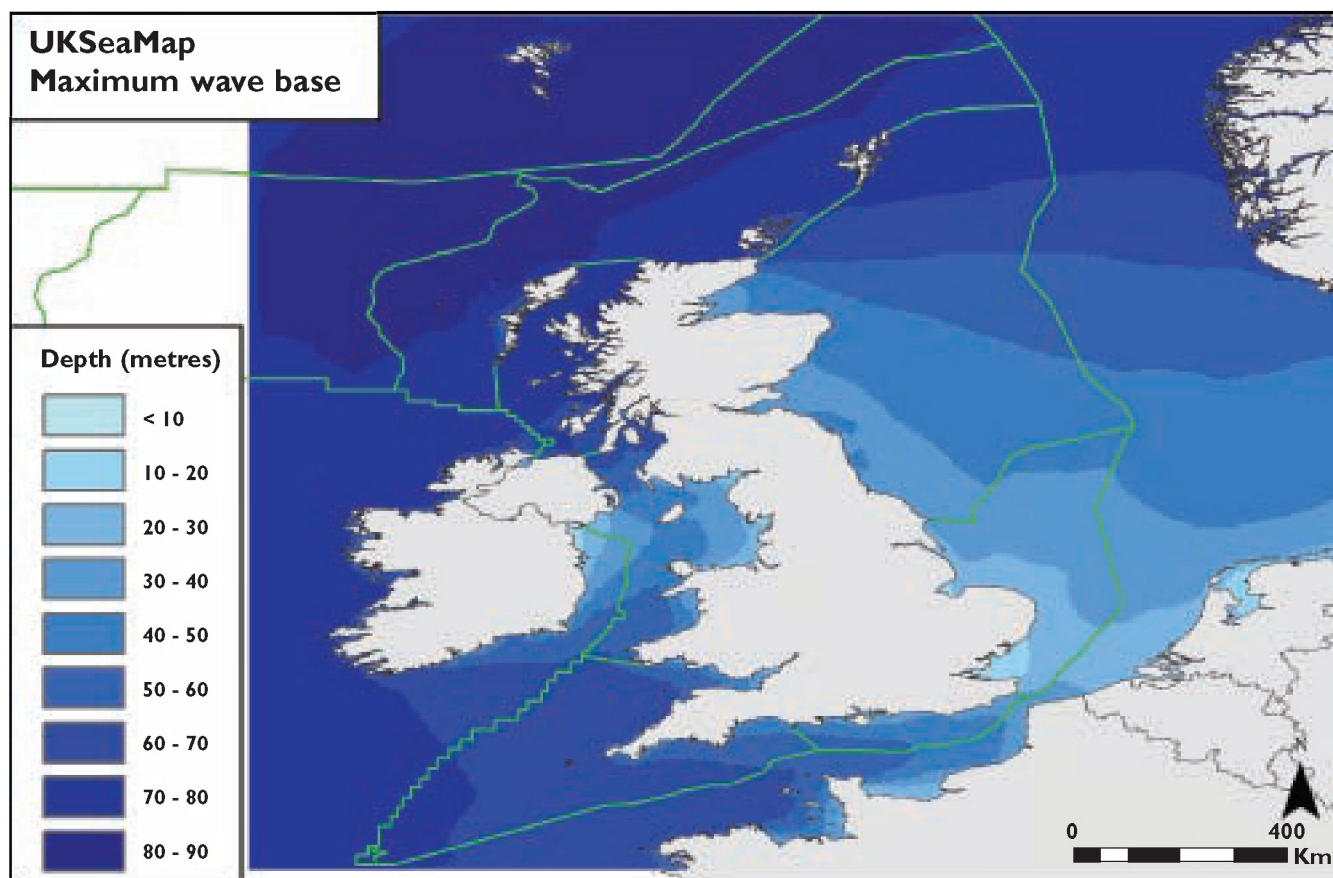 UKSeaMap
Maximum wave base
Depth (metres)
< 10
10 - 20
20 - 30
30 - 40
40 - 50
50 - 60
60 - 70
70 - 80
80 - 90
N
0 400
Km